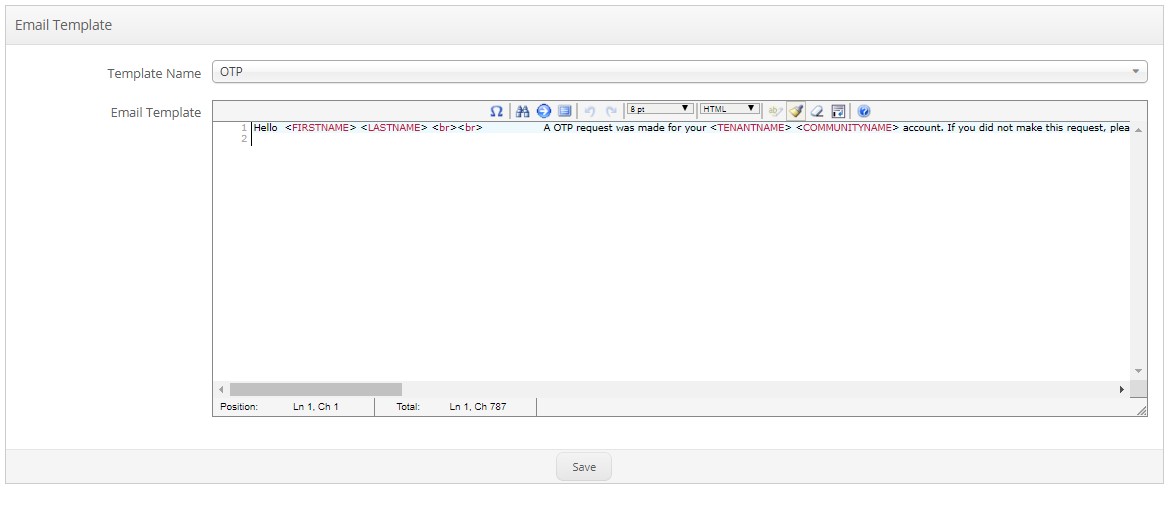 Email Template
Template Name OTP
Email Template
8 pt HTML
1 Hello <FIRSTNAME> <LASTNAME> <br><br> A OTP request was made for your <TENANTNAME> <COMMUNITYNAME> account. If you did not make this request, plea
2
Position: Ln 1, Ch 1 Total: Ln 1, Ch 787
Save